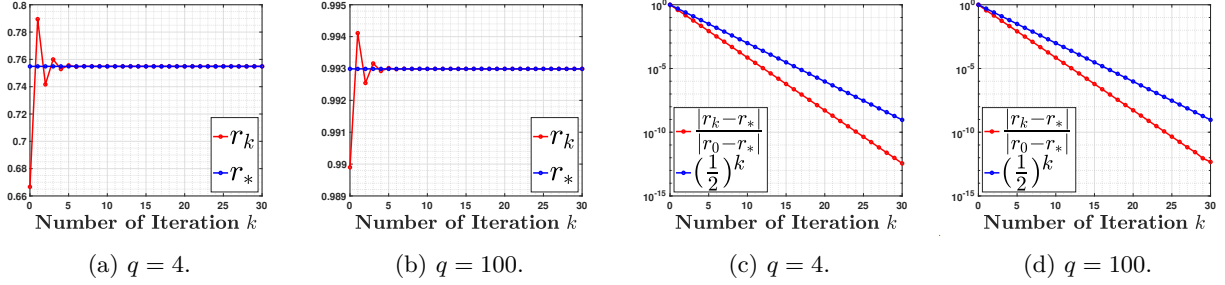 0.8
0.78
0.76
0.74
0.72
0.7
0.68
0.66
0 5 10 15 20 25 30
r_k
r_*
Number of Iteration k
(a) q = 4.
0.995
0.994
0.993
0.992
0.991
0.99
0.989
0 5 10 15 20 25 30
r_k
r_*
Number of Iteration k
(b) q = 100.
10^0
10^-5
10^-10
10^-15
0 5 10 15 20 25 30
|r_k−r_*| / |r_0−r_*|
(1/2)^k
Number of Iteration k
(c) q = 4.
10^0
10^-5
10^-10
10^-15
0 5 10 15 20 25 30
|r_k−r_*| / |r_0−r_*|
(1/2)^k
Number of Iteration k
(d) q = 100.